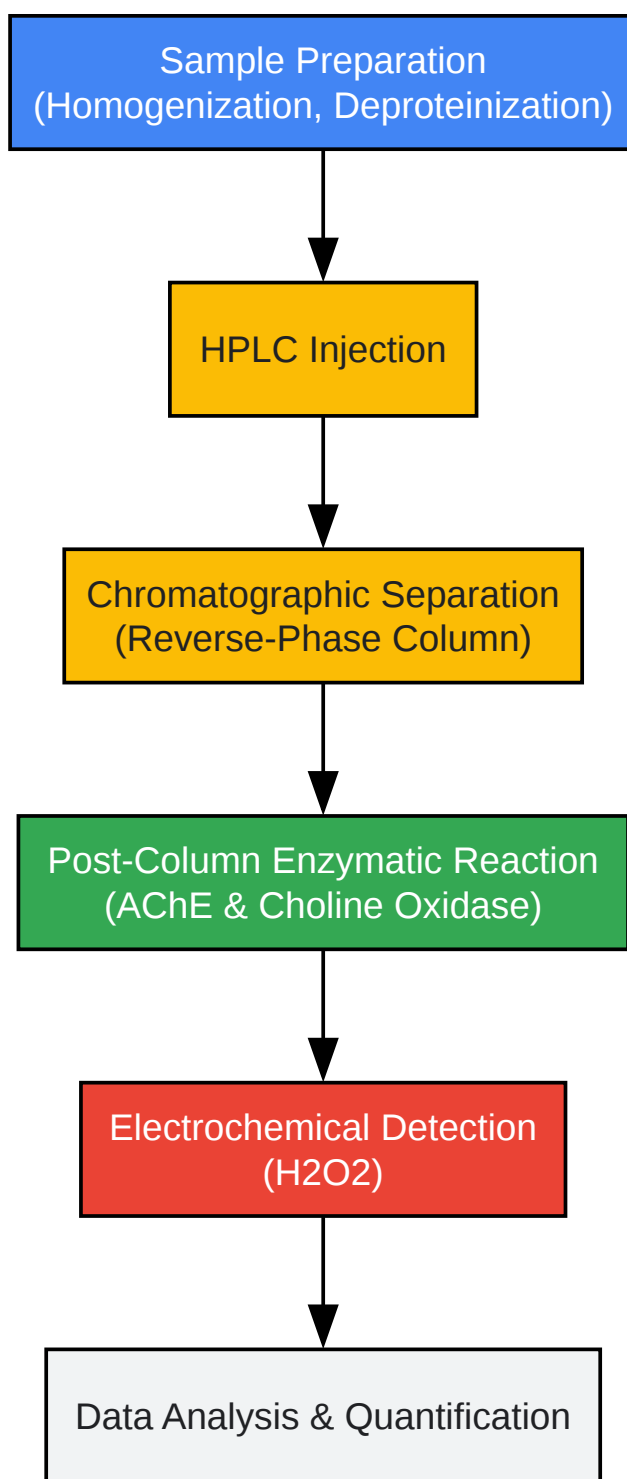 Sample Preparation
(Homogenization, Deproteinization)
HPLC Injection
Chromatographic Separation
(Reverse-Phase Column)
Post-Column Enzymatic Reaction
(AChE & Choline Oxidase)
Electrochemical Detection
(H2O2)
Data Analysis & Quantification